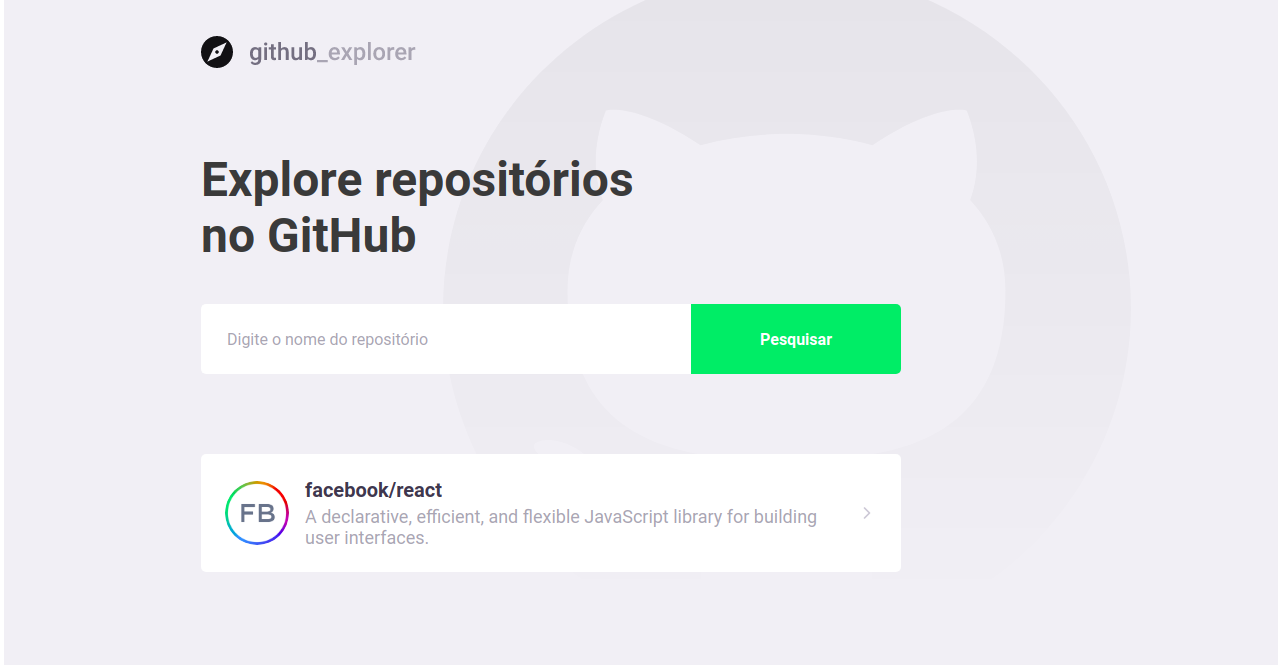 github_explorer
Explore repositórios
no GitHub
Digite o nome do repositório
Pesquisar
FB
facebook/react
A declarative, efficient, and flexible JavaScript library for building
user interfaces.